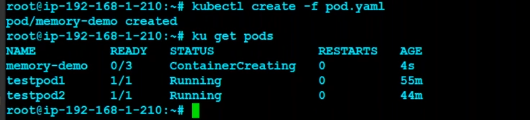 root@ip-192-168-1-210:~# kubectl create -f pod.yaml
pod/memory-demo created
root@ip-192-168-1-210:~# ku get pods
NAME READY STATUS RESTARTS AGE
memory-demo 0/3 ContainerCreating 0 4s
testpod1 1/1 Running 0 55m
testpod2 1/1 Running 0 44m
root@ip-192-168-1-210:~#